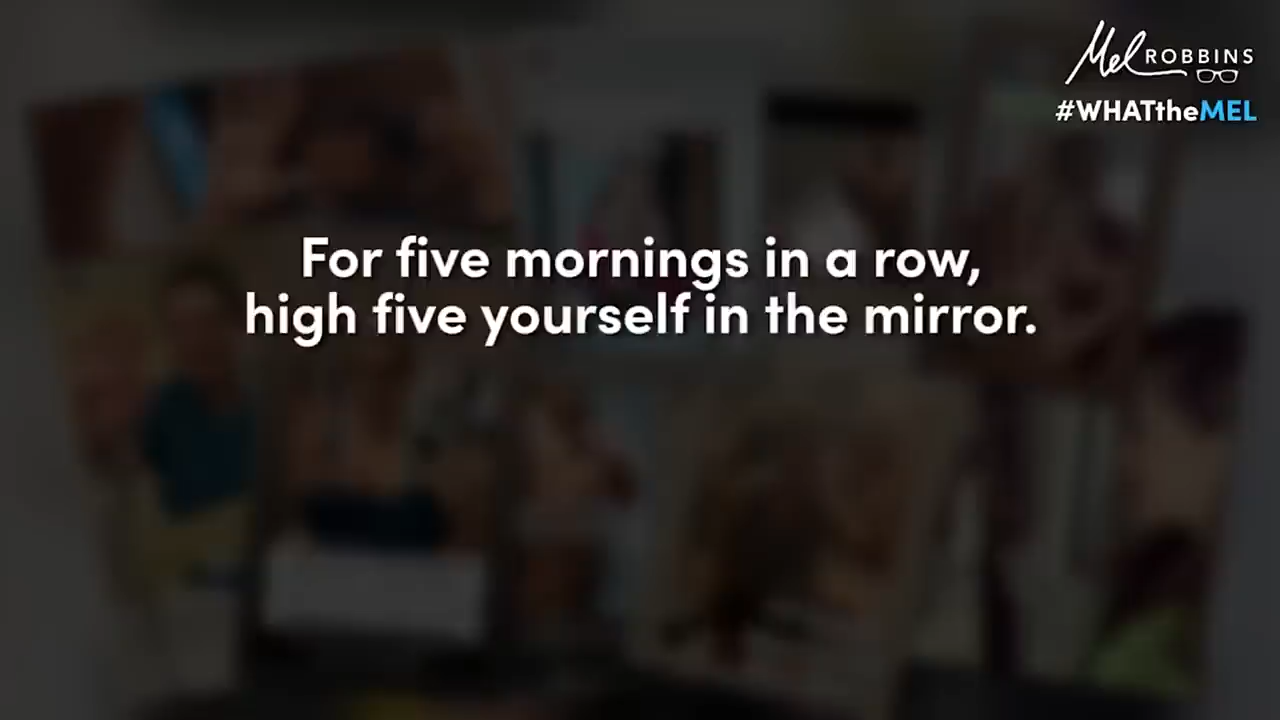 Mel ROBBINS
#WHATtheMEL
For five mornings in a row,
high five yourself in the mirror.